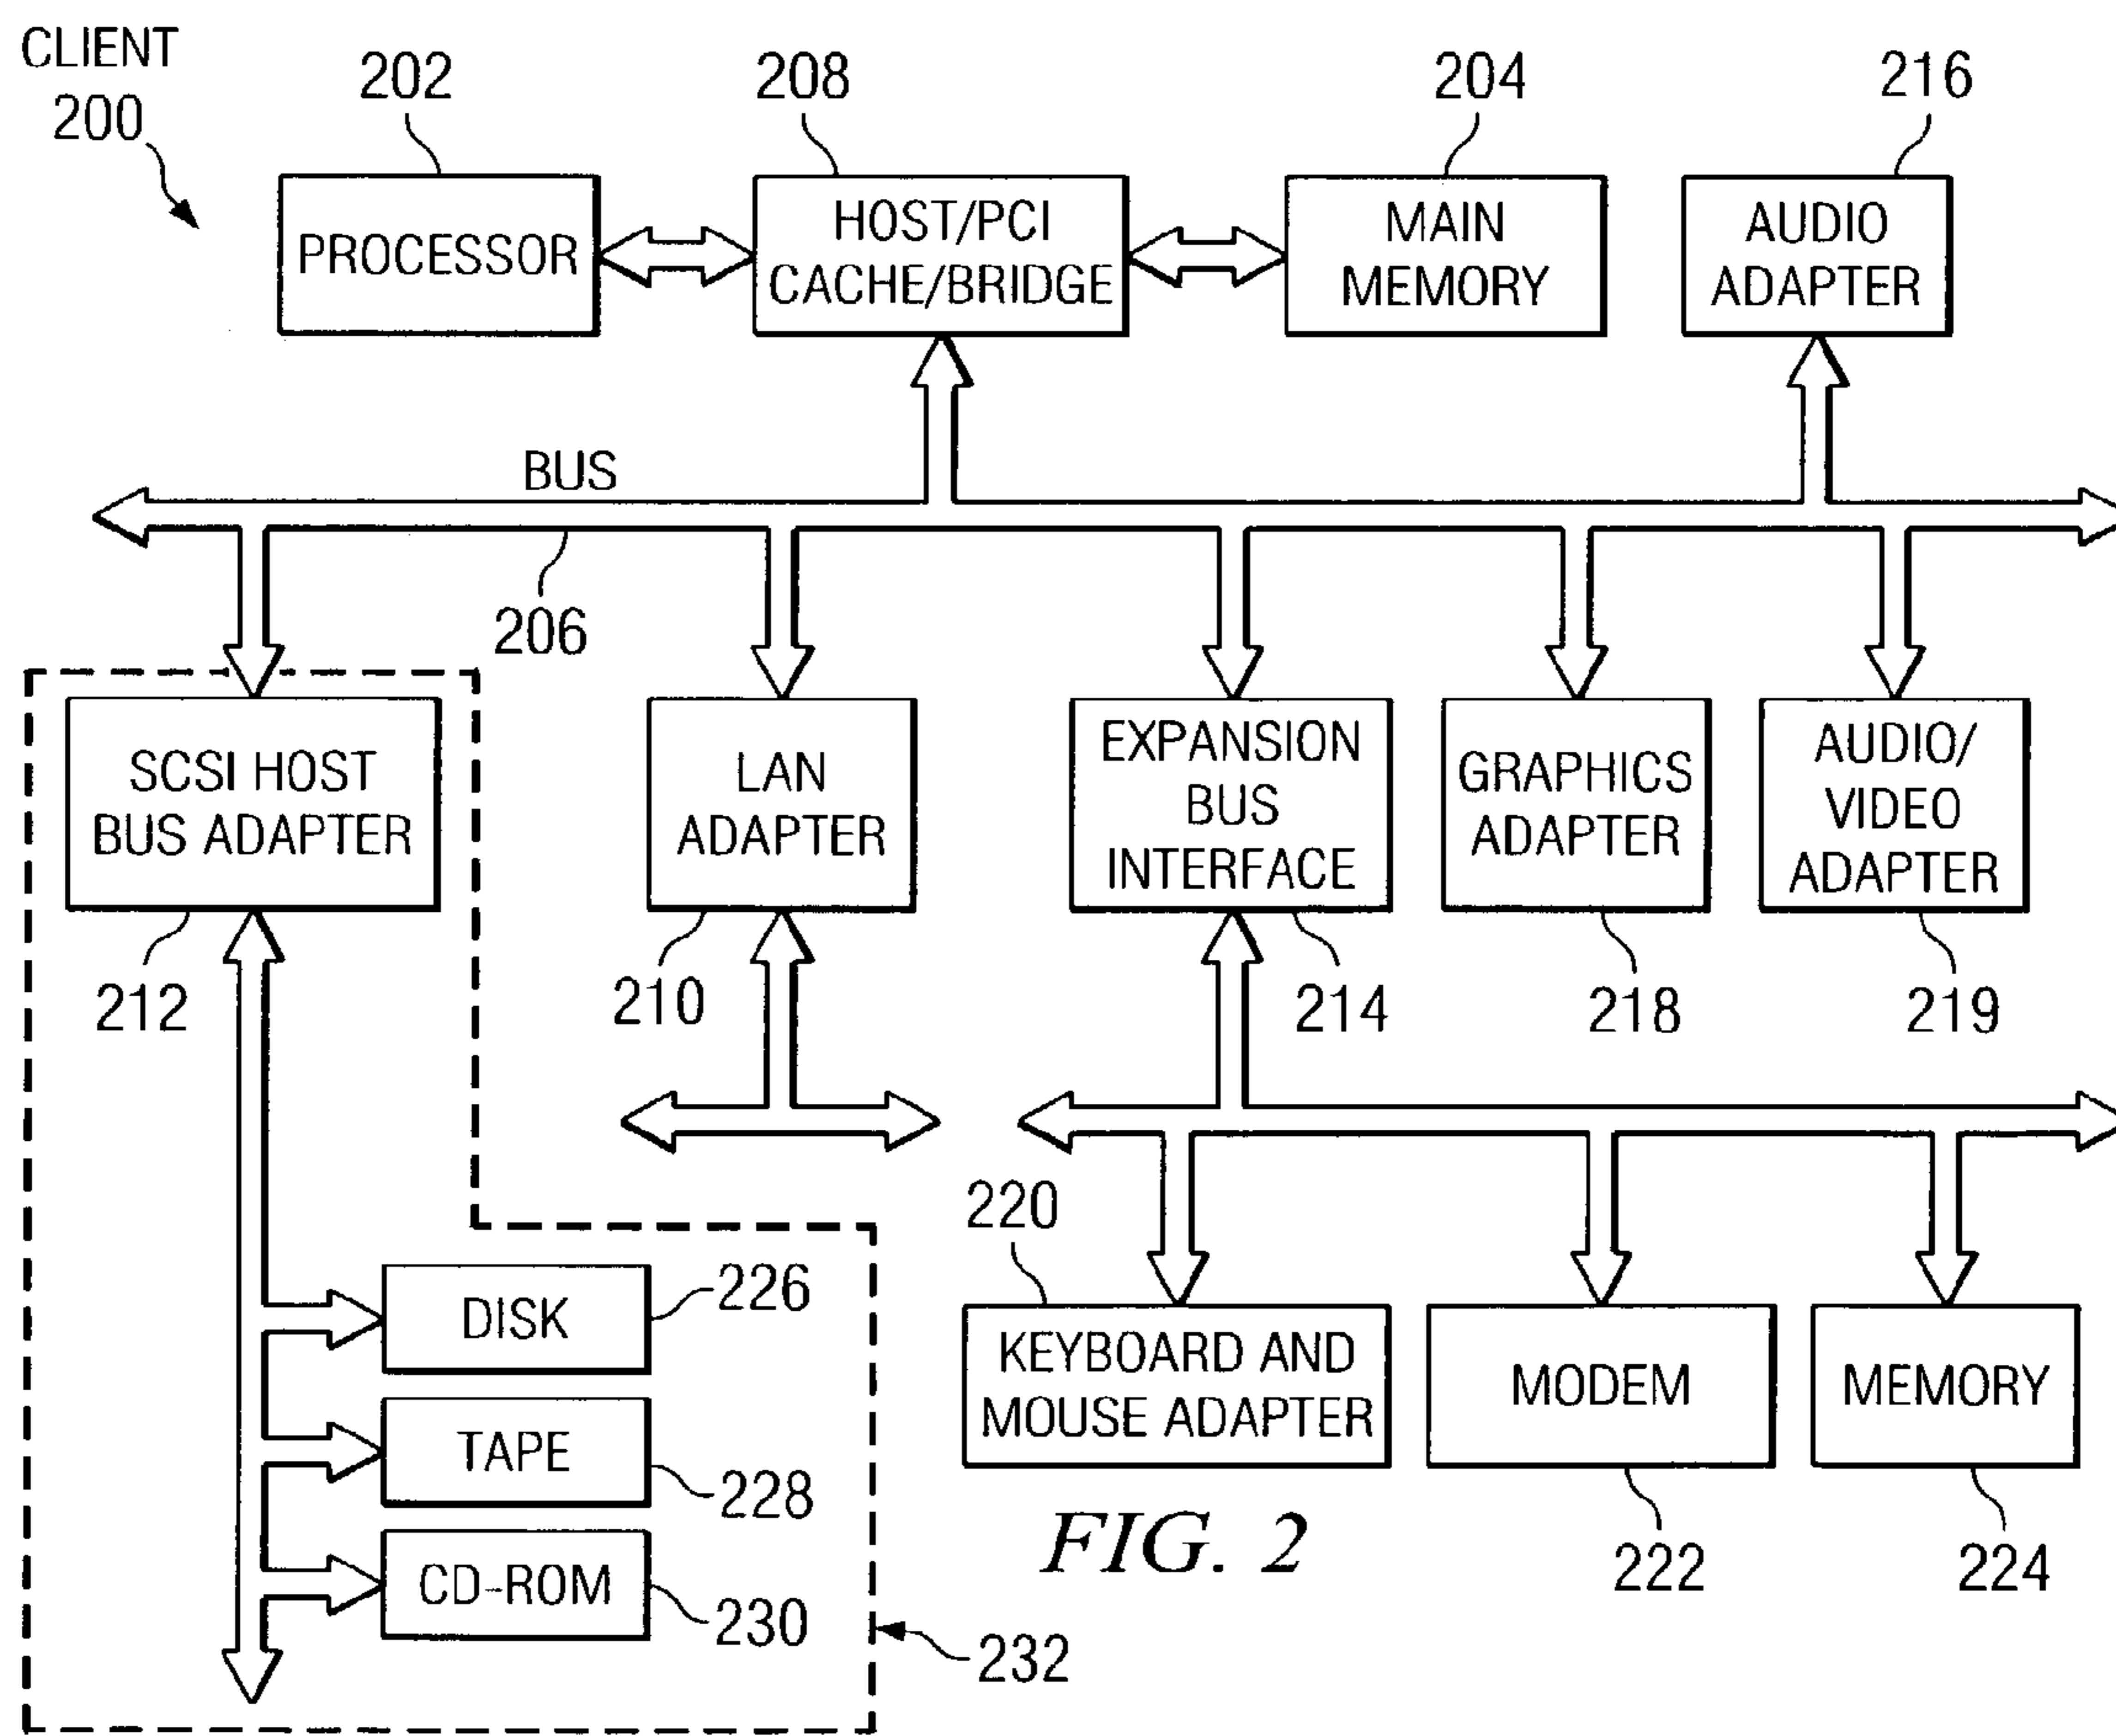 CLIENT
200
202
208
204
216
PROCESSOR
HOST/PCI
CACHE/BRIDGE
MAIN
MEMORY
AUDIO
ADAPTER
BUS
206
SCSI HOST
BUS ADAPTER
LAN
ADAPTER
EXPANSION
BUS
INTERFACE
GRAPHICS
ADAPTER
AUDIO/
VIDEO
ADAPTER
212
210
214
218
219
220
DISK
226
KEYBOARD AND
MOUSE ADAPTER
MODEM
MEMORY
TAPE
228
CD-ROM
230
FIG. 2
222
224
232